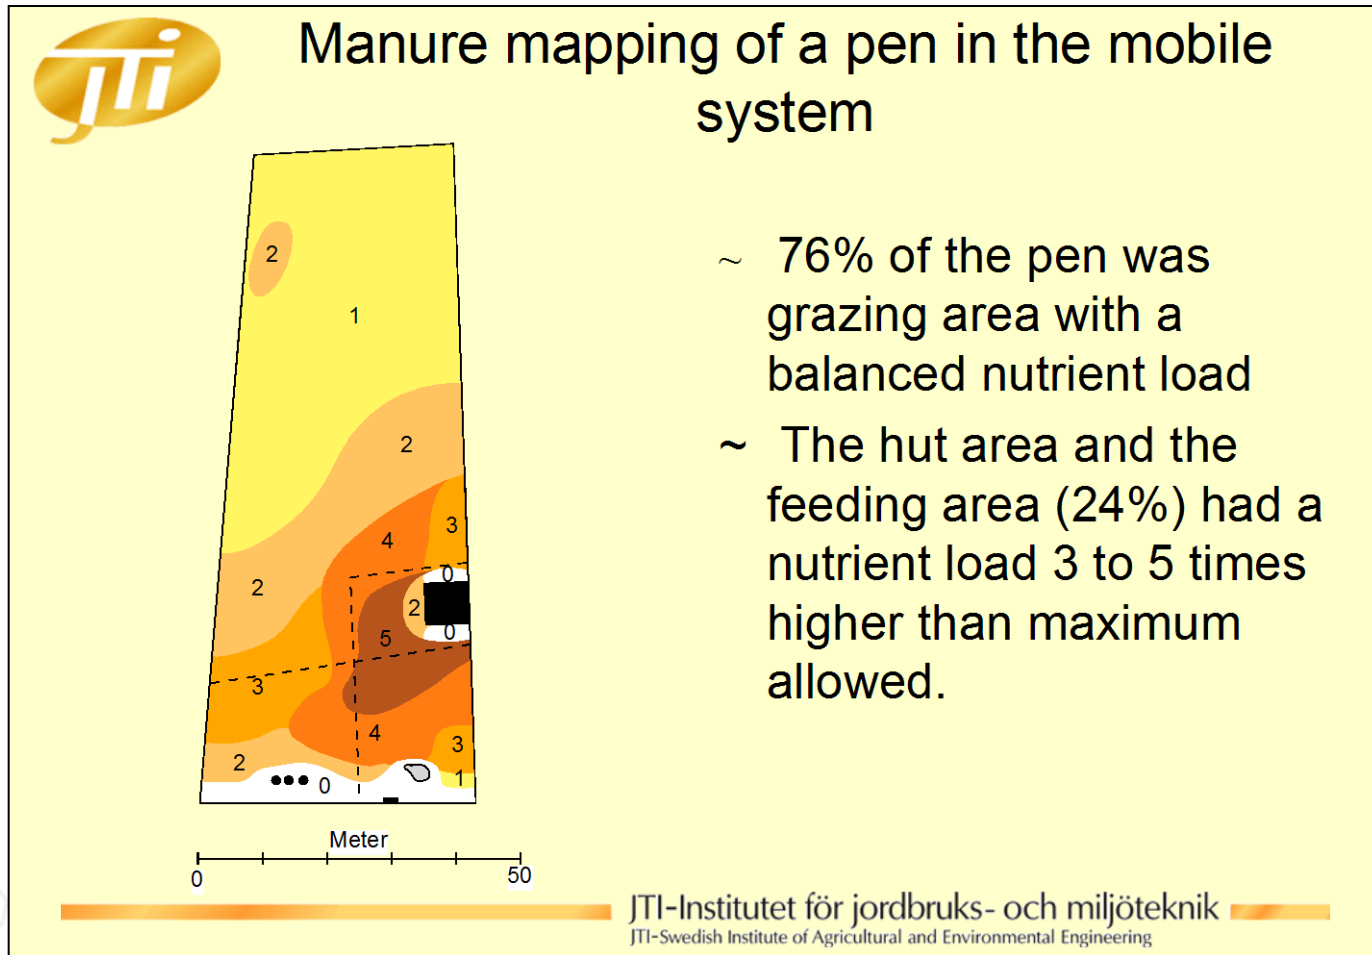 JTI
Manure mapping of a pen in the mobile
system
2
1
2
3
4
0
2
2
0
5
3
4
3
2
1
0
Meter
0
50
~ 76% of the pen was
grazing area with a
balanced nutrient load
~ The hut area and the
feeding area (24%) had a
nutrient load 3 to 5 times
higher than maximum
allowed.
JTI-Institutet för jordbruks- och miljöteknik
JTI-Swedish Institute of Agricultural and Environmental Engineering